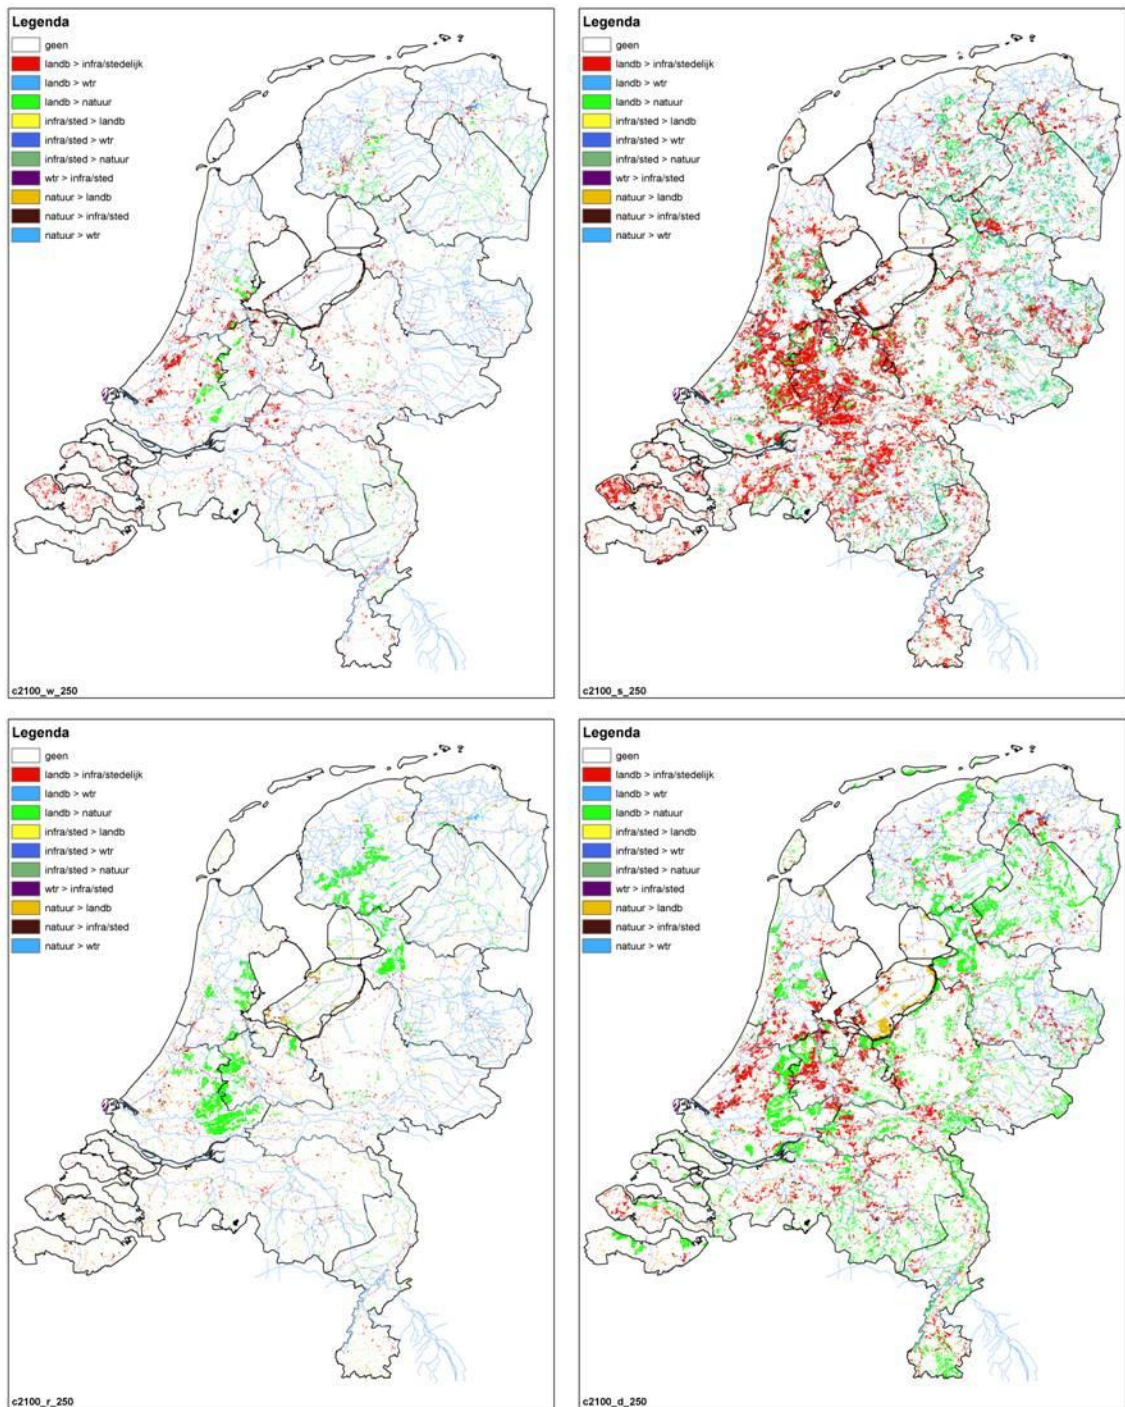 Legenda
geen
landb > infra/stedelijk
landb > wtr
landb > natuur
infra/sted > landb
infra/sted > wtr
infra/sted > natuur
wtr > infra/sted
natuur > landb
natuur > infra/sted
natuur > wtr
c2100_w_250
Legenda
geen
landb > infra/stedelijk
landb > wtr
landb > natuur
infra/sted > landb
infra/sted > wtr
infra/sted > natuur
wtr > infra/sted
natuur > landb
natuur > infra/sted
natuur > wtr
c2100_s_250
Legenda
geen
landb > infra/stedelijk
landb > wtr
landb > natuur
infra/sted > landb
infra/sted > wtr
infra/sted > natuur
wtr > infra/sted
natuur > landb
natuur > infra/sted
natuur > wtr
c2100_r_250
Legenda
geen
landb > infra/stedelijk
landb > wtr
landb > natuur
infra/sted > landb
infra/sted > wtr
infra/sted > natuur
wtr > infra/sted
natuur > landb
natuur > infra/sted
natuur > wtr
c2100_d_250